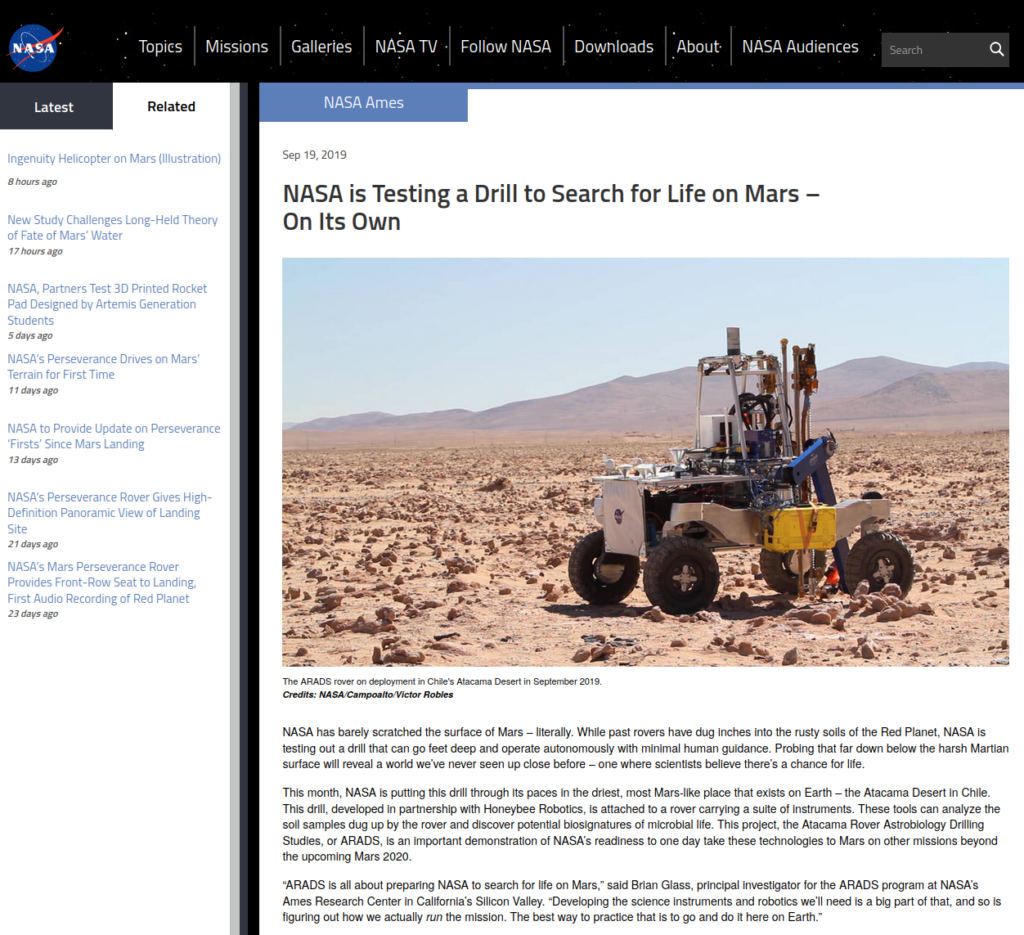 NASA
Topics
Missions
Galleries
NASA TV
Follow NASA
Downloads
About
NASA Audiences
Search
Latest
Related
Ingenuity Helicopter on Mars (Illustration)
8 hours ago
New Study Challenges Long-Held Theory
of Fate of Mars’ Water
17 hours ago
NASA, Partners Test 3D Printed Rocket
Pad Designed by Artemis Generation
Students
5 days ago
NASA’s Perseverance Drives on Mars’
Terrain for First Time
11 days ago
NASA to Provide Update on Perseverance
‘Firsts’ Since Mars Landing
13 days ago
NASA’s Perseverance Rover Gives High-
Definition Panoramic View of Landing
Site
21 days ago
NASA’s Mars Perseverance Rover
Provides Front-Row Seat to Landing,
First Audio Recording of Red Planet
23 days ago
NASA Ames
Sep 19, 2019
NASA is Testing a Drill to Search for Life on Mars –
On Its Own
The ARADS rover on deployment in Chile's Atacama Desert in September 2019.
Credits: NASA/Campoalto/Victor Robles
NASA has barely scratched the surface of Mars – literally. While past rovers have dug inches into the rusty soils of the Red Planet, NASA is
testing out a drill that can go feet deep and operate autonomously with minimal human guidance. Probing that far down below the harsh Martian
surface will reveal a world we’ve never seen up close before – one where scientists believe there’s a chance for life.
This month, NASA is putting this drill through its paces in the driest, most Mars-like place that exists on Earth – the Atacama Desert in Chile.
This drill, developed in partnership with Honeybee Robotics, is attached to a rover carrying a suite of instruments. These tools can analyze the
soil samples dug up by the rover and discover potential biosignatures of microbial life. This project, the Atacama Rover Astrobiology Drilling
Studies, or ARADS, is an important demonstration of NASA’s readiness to one day take these technologies to Mars on other missions beyond
the upcoming Mars 2020.
“ARADS is all about preparing NASA to search for life on Mars,” said Brian Glass, principal investigator for the ARADS program at NASA’s
Ames Research Center in California’s Silicon Valley. “Developing the science instruments and robotics we’ll need is a big part of that, and so is
figuring out how we actually run the mission. The best way to practice that is to go and do it here on Earth.”